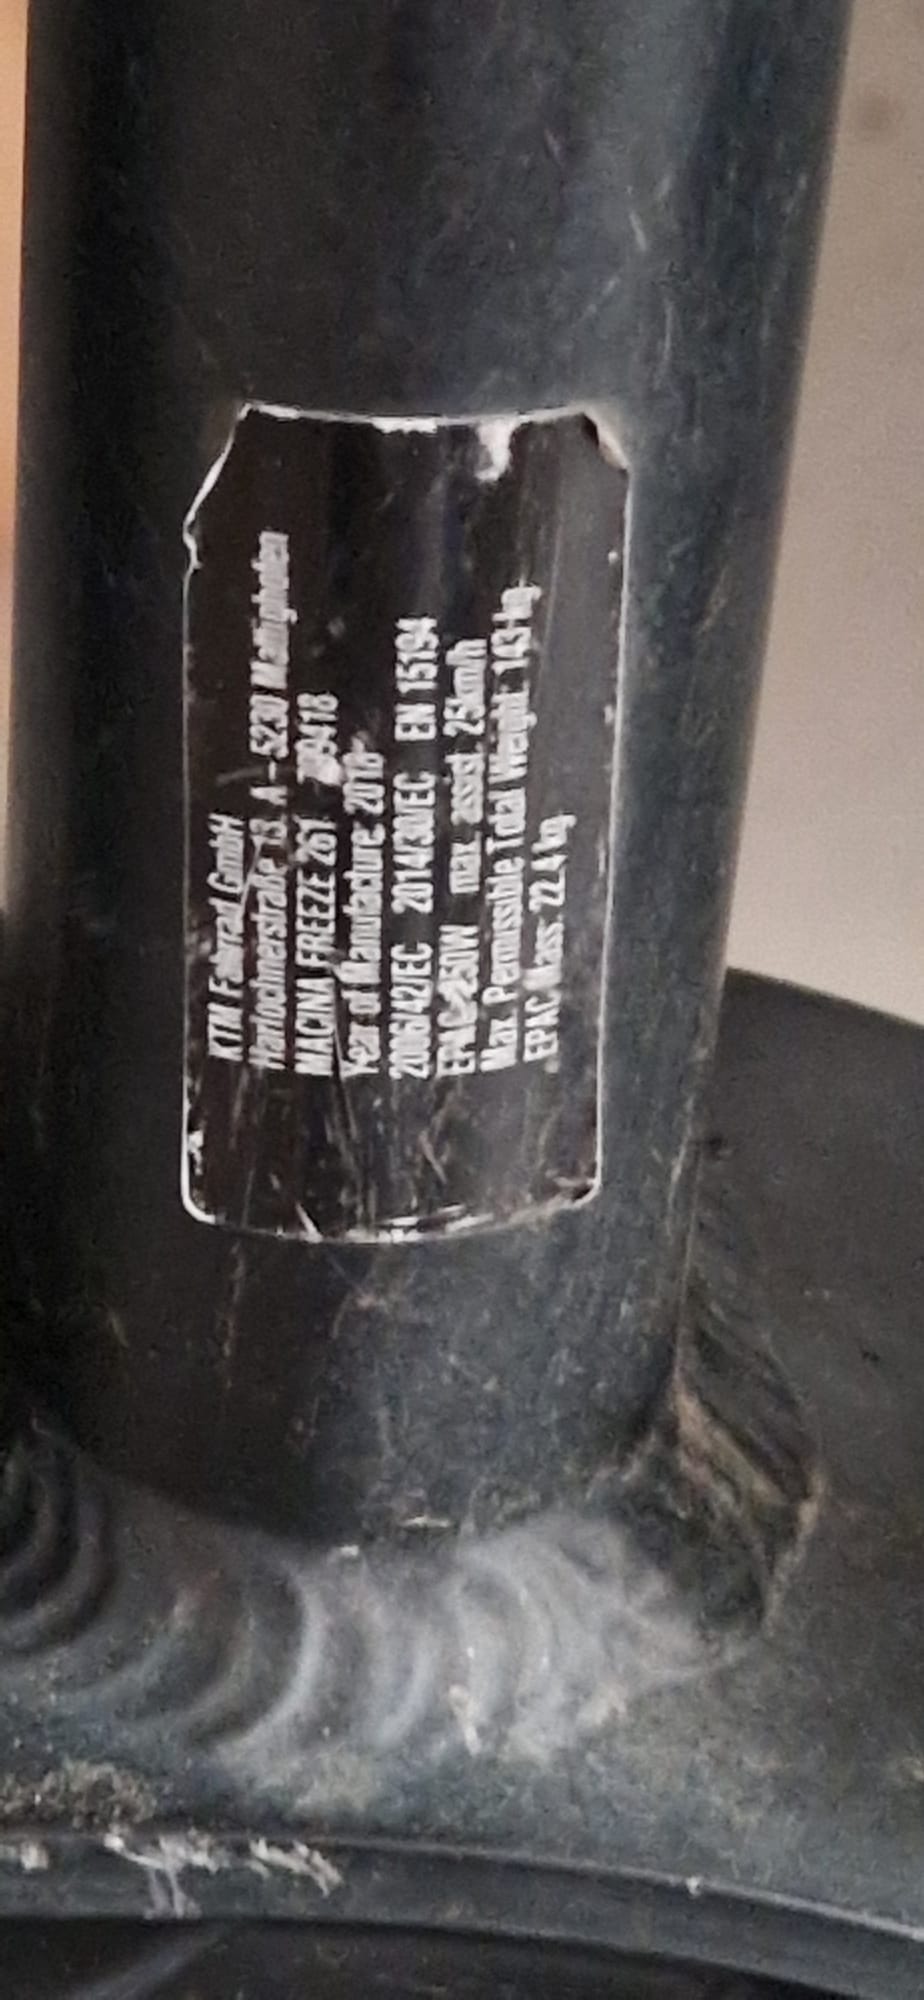 KTM Fahrrad GmbH
Harlochnerstraße 13 A - 5230 Mattighofen
MACINA FREEZE 261
Year of Manufacture: 2018
2006/42/EC 2014/30/EC EN 15194
EPAC 250W max. assist. 25km/h
Max. Permissible Total Weight: 143 kg
EPAC Mass: 22.4 kg